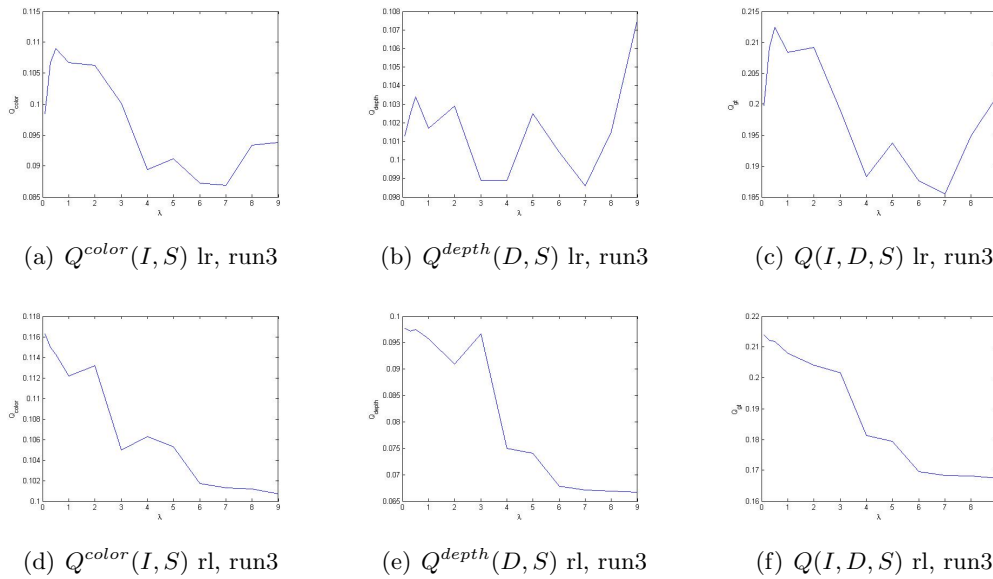 0.115
0.11
0.105
0.1
0.095
0.09
0.085
Q_color
0 1 2 3 4 5 6 7 8 9
λ
(a) Q^{color}(I, S) lr, run3
0.108
0.107
0.106
0.105
0.104
0.103
0.102
0.101
0.1
0.099
0.098
Q_depth
0 1 2 3 4 5 6 7 8 9
λ
(b) Q^{depth}(D, S) lr, run3
0.215
0.21
0.205
0.2
0.195
0.19
0.185
Q_gl
0 1 2 3 4 5 6 7 8
λ
(c) Q(I, D, S) lr, run3
0.118
0.116
0.114
0.112
0.11
0.108
0.106
0.104
0.102
0.1
Q_color
0 1 2 3 4 5 6 7 8 9
λ
(d) Q^{color}(I, S) rl, run3
0.1
0.095
0.09
0.085
0.08
0.075
0.07
0.065
Q_depth
0 1 2 3 4 5 6 7 8 9
λ
(e) Q^{depth}(D, S) rl, run3
0.22
0.21
0.2
0.19
0.18
0.17
0.16
Q_gl
0 1 2 3 4 5 6 7 8
λ
(f) Q(I, D, S) rl, run3